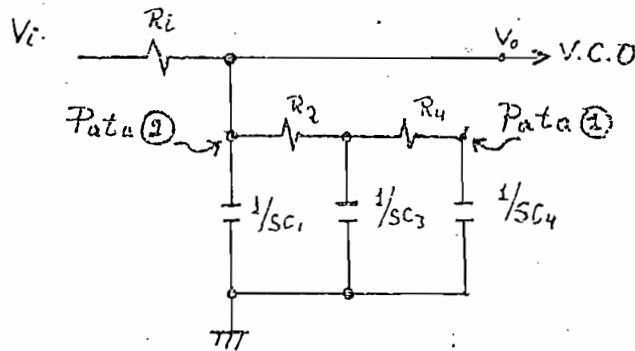 Vi.
Ri
Vo
V.C.O
Pata ②
R2
R4
Pata ①
1/SC1
1/SC3
1/SC4